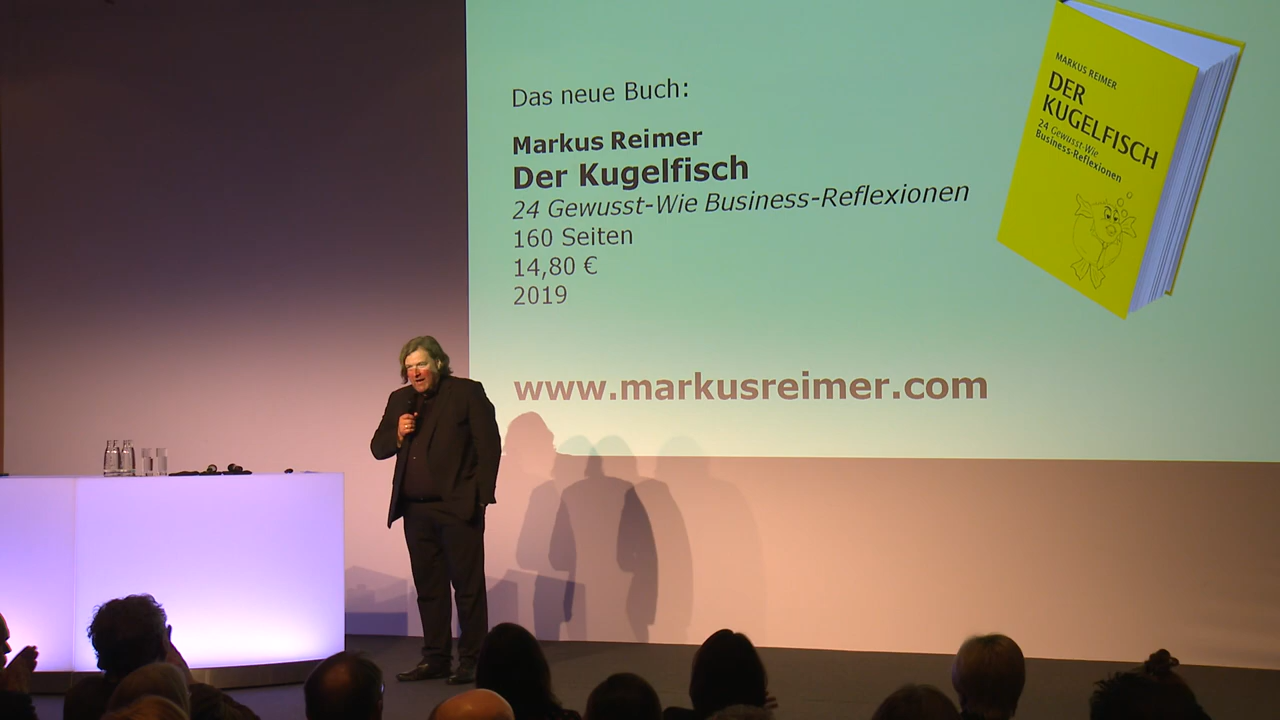 Das neue Buch:
Markus Reimer
Der Kugelfisch
24 Gewusst-Wie Business-Reflexionen
160 Seiten
14,80 €
2019
www.markusreimer.com
MARKUS REIMER
DER
KUGELFISCH
24 Gewusst-Wie
Business-Reflexionen